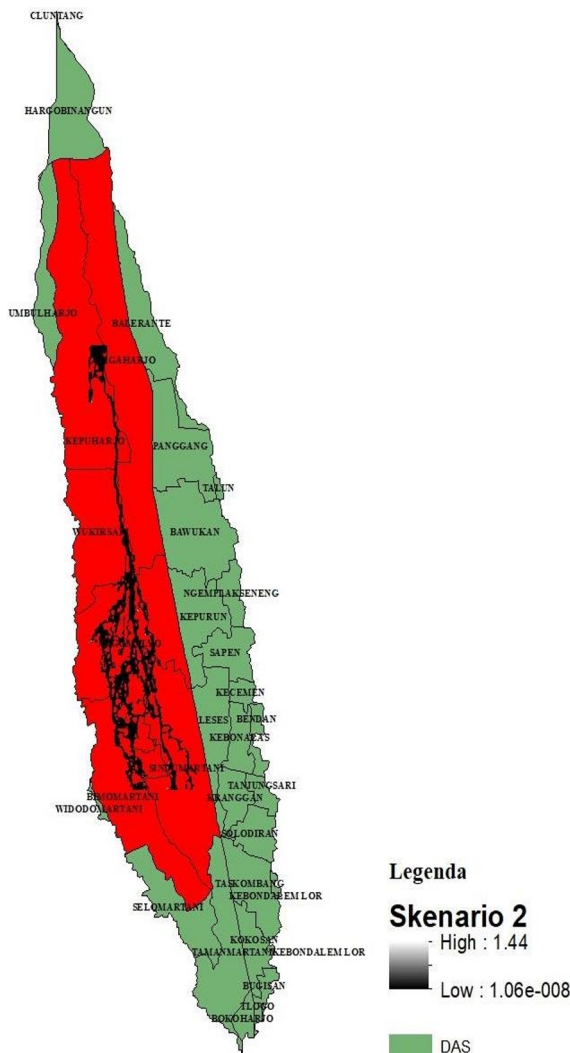 CLUNTANG
HARGOBINANGUN
UMBULHARJO
BALERANTE
KEPUHARJO
PANGGANG
TALUN
WUKIRSARI
BAWUKAN
NGEMPLAKSENENG
KEPURUN
SAPEN
KECEMEN
LESES
BENDAN
SINDUMARTANI
TANJUNGSARI
BIMOMARTANI
KRANGGAN
WIDODOMARTANI
SOLODIRAN
TASKOMBANG
KEBONDALEM LOR
SELOMARTANI
KOKOSAN
TAMANMARTANI
KEBONDALEM LOR
BUGISAN
TLOGO
BOKOHARJO
Legenda
Skenario 2
High : 1.44
Low : 1.06e-008
DAS